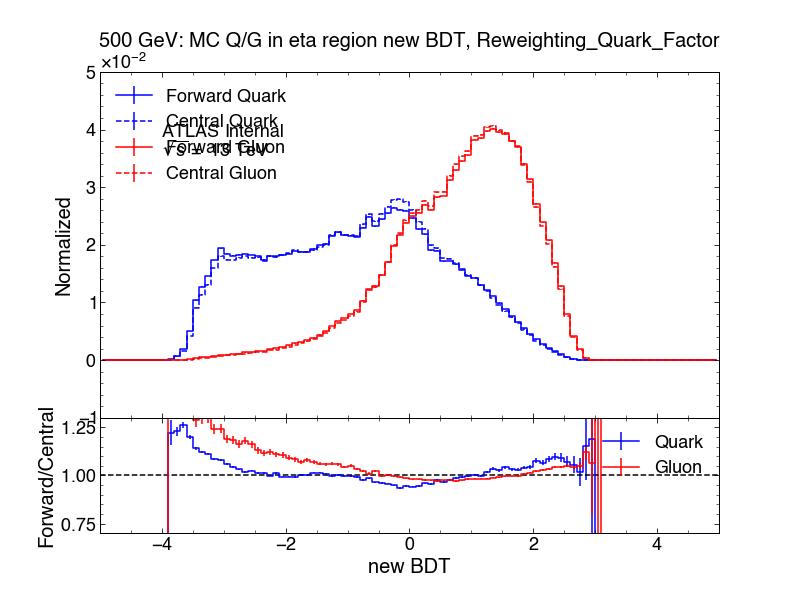 500 GeV: MC Q/G in eta region new BDT, Reweighting_Quark_Factor
×10⁻²
5
4
3
2
1
0
−1
Normalized
Forward Quark
Central Quark
ATLAS Internal
Forward Gluon
√s = 13 TeV
Central Gluon
1.25
1.00
0.75
Forward/Central
Quark
Gluon
−4 −2 0 2 4
new BDT